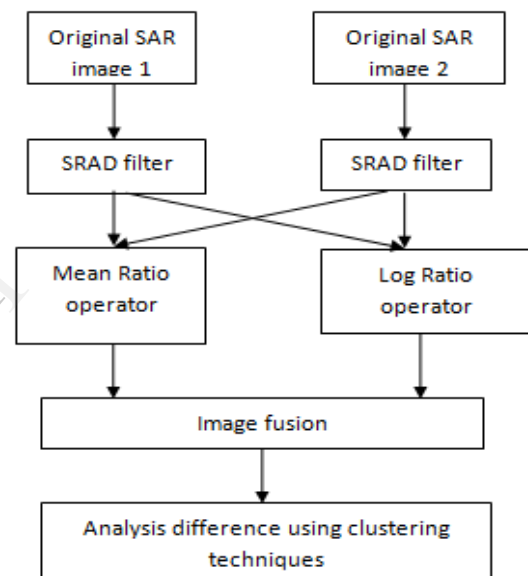 Original SAR
image 1
Original SAR
image 2
SRAD filter
SRAD filter
Mean Ratio
operator
Log Ratio
operator
Image fusion
Analysis difference using clustering
techniques